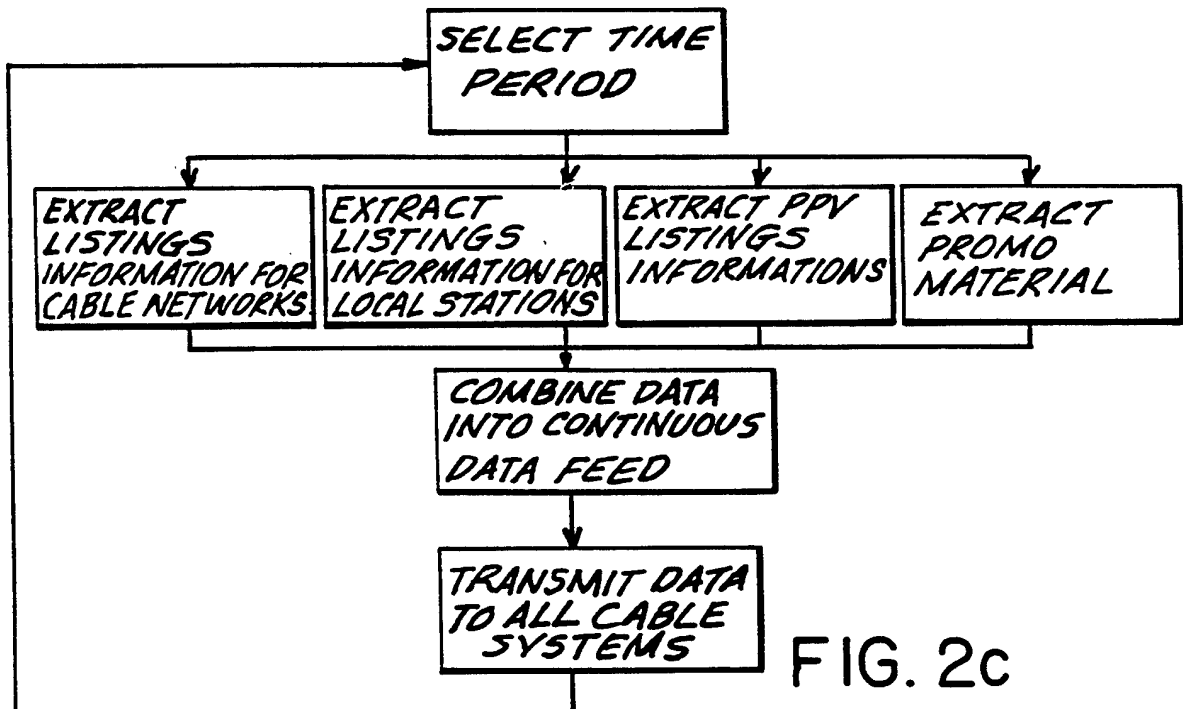 SELECT TIME
PERIOD
EXTRACT
LISTINGS
INFORMATION FOR
CABLE NETWORKS.
EXTRACT
LISTINGS
INFORMATION FOR
LOCAL STATIONS
EXTRACT PPV
LISTINGS
INFORMATIONS
EXTRACT
PROMO
MATERIAL
COMBINE DATA
INTO CONTINUOUS
DATA FEED
TRANSMIT DATA
TO ALL CABLE
SYSTEMS
FIG. 2c